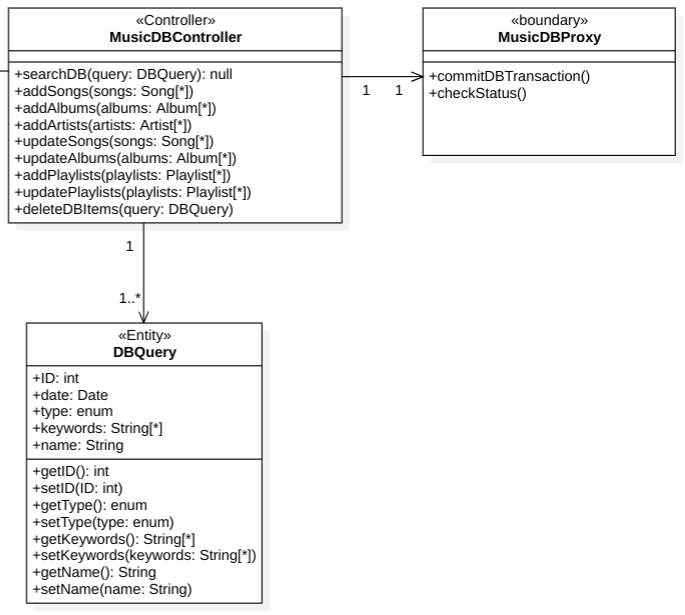 «Controller»
MusicDBController
+searchDB(query: DBQuery): null
+addSongs(songs: Song[*])
+addAlbums(albums: Album[*])
+addArtists(artists: Artist[*])
+updateSongs(songs: Song[*])
+updateAlbums(albums: Album[*])
+addPlaylists(playlists: Playlist[*])
+updatePlaylists(playlists: Playlist[*])
+deleteDBItems(query: DBQuery)
1 1
«boundary»
MusicDBProxy
+commitDBTransaction()
+checkStatus()
1
1..*
«Entity»
DBQuery
+ID: int
+date: Date
+type: enum
+keywords: String[*]
+name: String
+getID(): int
+setID(ID: int)
+getType(): enum
+setType(type: enum)
+getKeywords(): String[*]
+setKeywords(keywords: String[*])
+getName(): String
+setName(name: String)